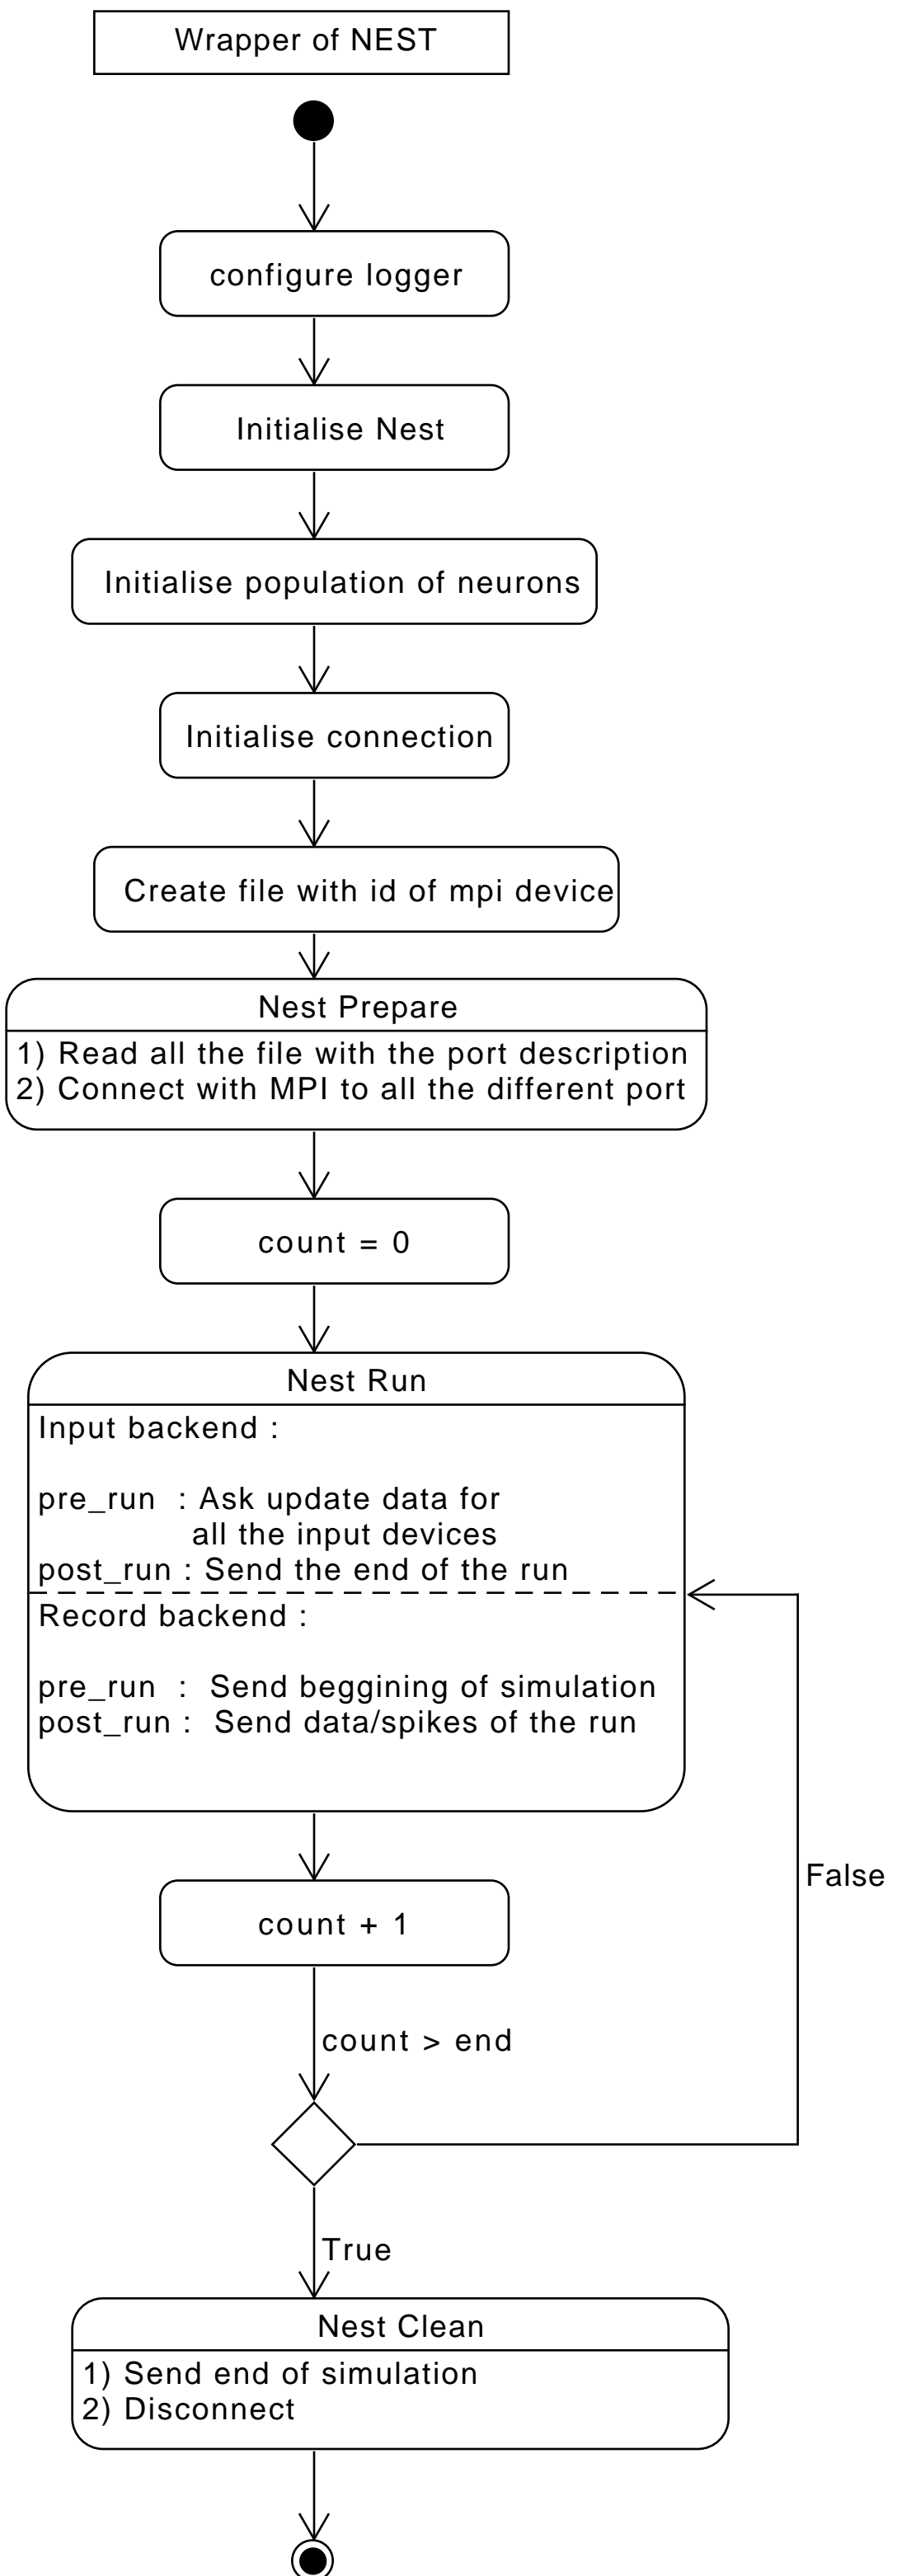 Wrapper of NEST
configure logger
Initialise Nest
Initialise population of neurons
Initialise connection
Create file with id of mpi device
Nest Prepare
1) Read all the file with the port description
2) Connect with MPI to all the different port
count = 0
Nest Run
Input backend :
pre_run : Ask update data for
all the input devices
post_run : Send the end of the run
Record backend :
pre_run : Send beggining of simulation
post_run : Send data/spikes of the run
False
count + 1
count > end
True
Nest Clean
1) Send end of simulation
2) Disconnect